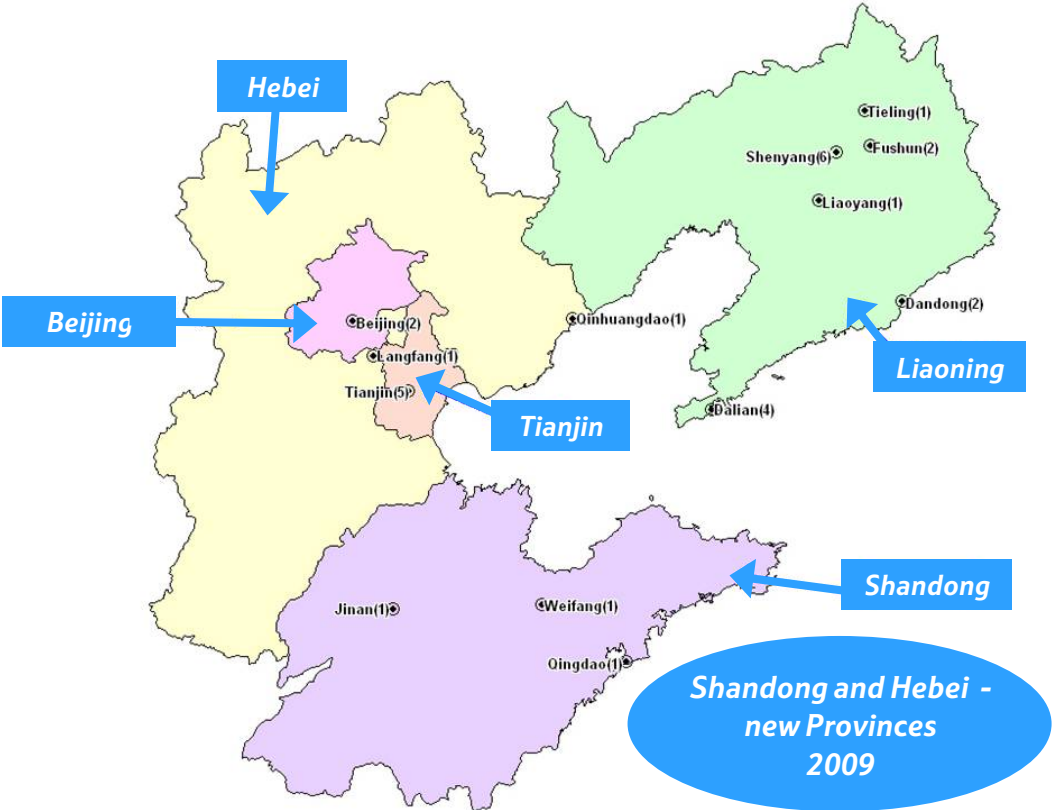 Hebei
Tieling(1)
Shenyang(6)
Fushun(2)
Liaoyang(1)
Beijing
Beijing(2)
Qinhuangdao(1)
Dandong(2)
Langfang(1)
Liaoning
Tianjin(5)
Tianjin
Dalian(4)
Shandong
Jinan(1)
Weifang(1)
Qingdao(1)
Shandong and Hebei -
new Provinces
2009